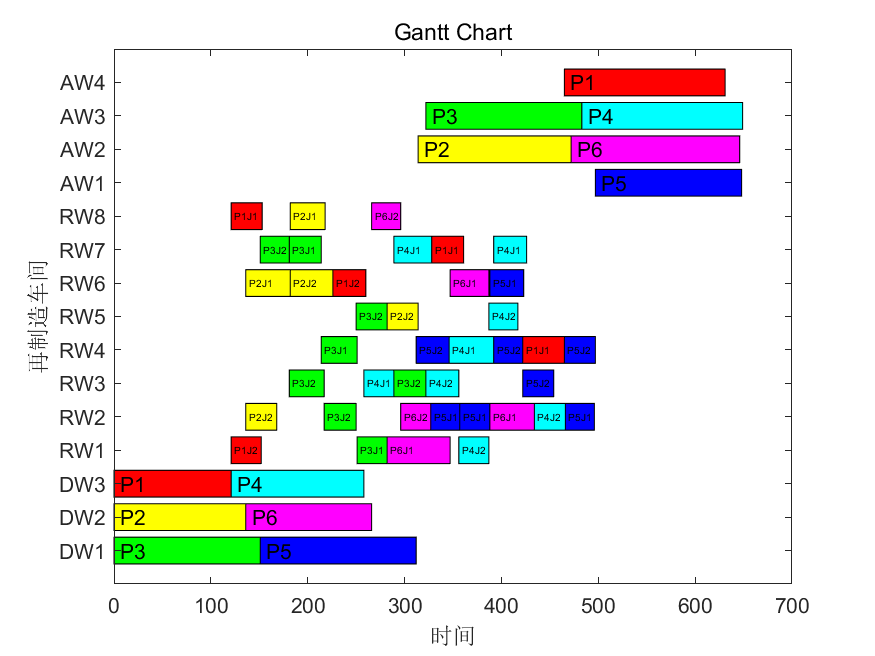 Gantt Chart
AW4 P1
AW3 P3 P4
AW2 P2 P6
AW1 P5
RW8 P1J1 P2J1 P6J2
RW7 P3J2 P3J1 P4J1 P1J1 P4J1
RW6 P2J1 P2J2 P1J2 P6J1 P5J1
RW5 P3J2 P2J2 P4J2
RW4 P3J1 P5J2 P4J1 P5J2 P1J1 P5J2
RW3 P3J2 P4J1 P3J2 P4J2 P5J2
RW2 P2J2 P3J2 P6J2 P5J1 P5J1 P6J1 P4J2 P5J1
RW1 P1J2 P3J1 P6J1 P4J2
DW3 P1 P4
DW2 P2 P6
DW1 P3 P5
0 100 200 300 400 500 600 700
时间
再制造车间